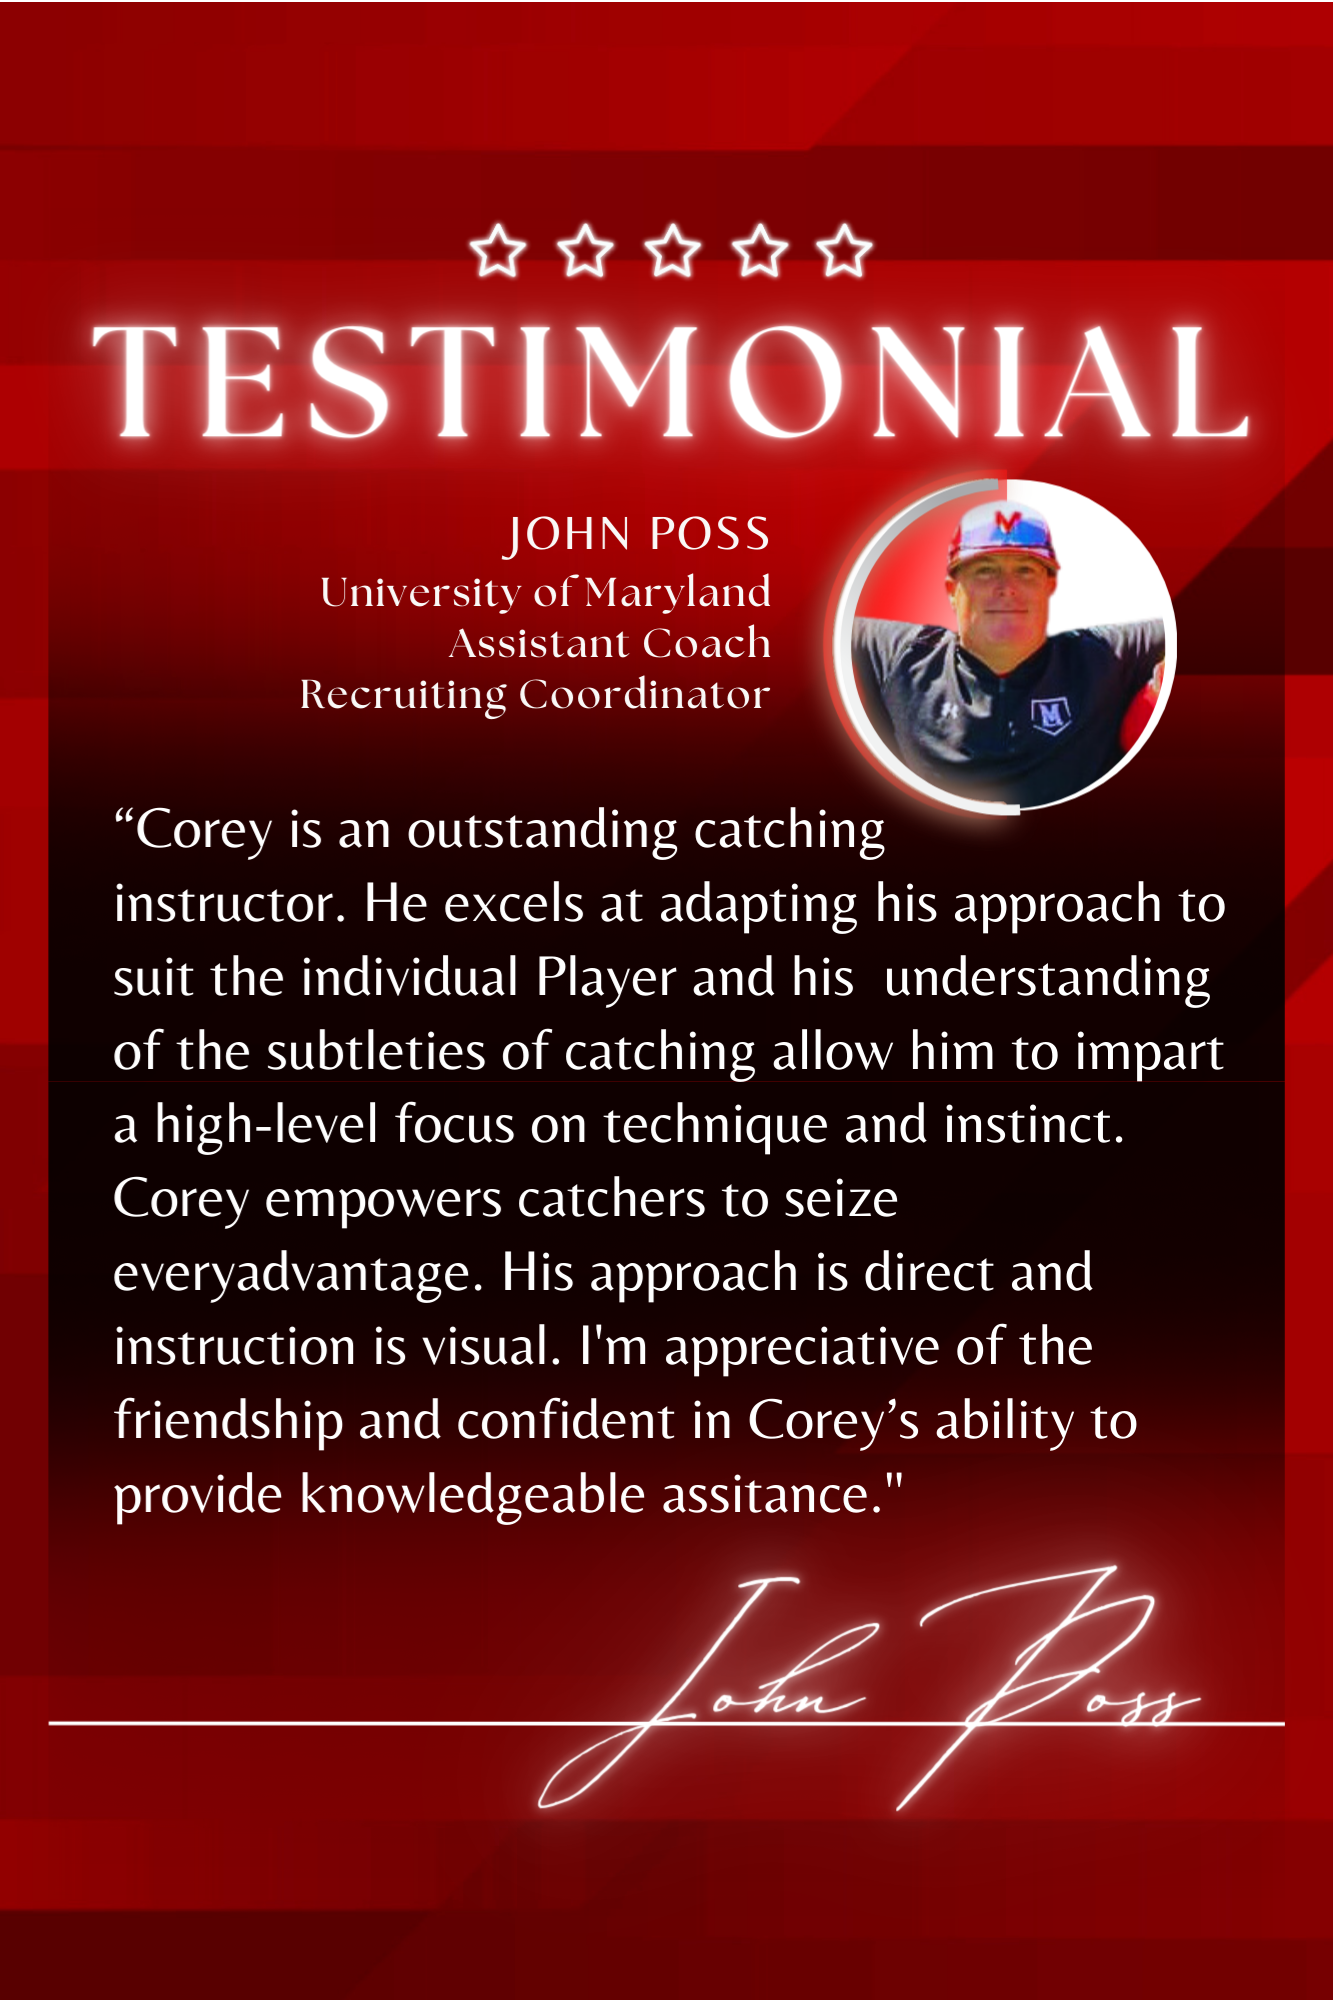 TESTIMONIAL
JOHN POSS
University of Maryland
Assistant Coach
Recruiting Coordinator
M
M
“Corey is an outstanding catching
instructor. He excels at adapting his approach to
suit the individual Player and his  understanding
of the subtleties of catching allow him to impart
a high-level focus on technique and instinct.
Corey empowers catchers to seize
everyadvantage. His approach is direct and
instruction is visual. I'm appreciative of the
friendship and confident in Corey’s ability to
provide knowledgeable assitance."
John Poss